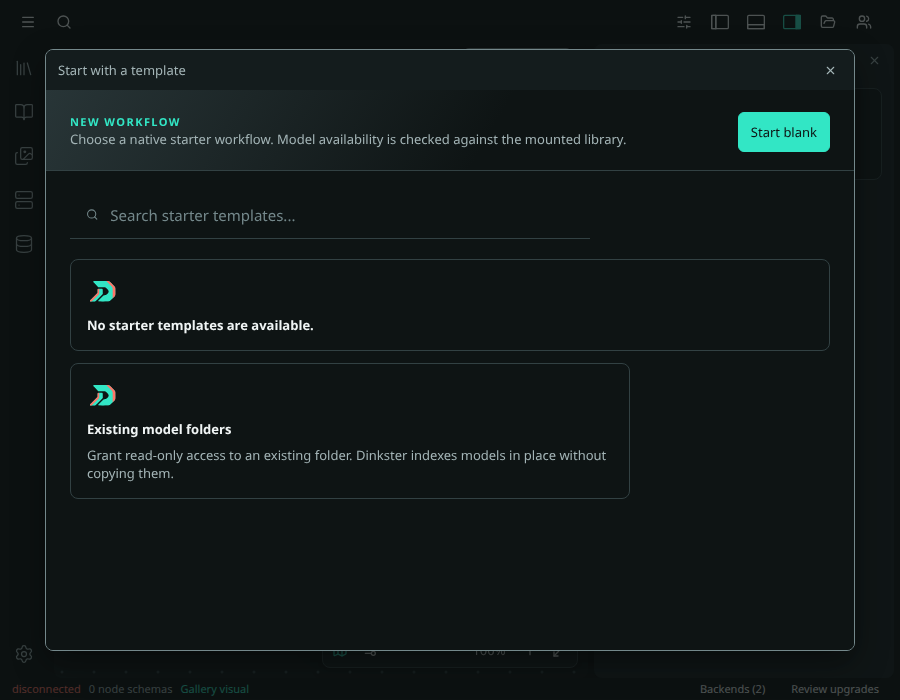 Start with a template
NEW WORKFLOW
Choose a native starter workflow. Model availability is checked against the mounted library.
Start blank
Search starter templates...
No starter templates are available.
Existing model folders
Grant read-only access to an existing folder. Dinkster indexes models in place without
copying them.
disconnected 0 node schemas Gallery visual
Backends (2) Review upgrades